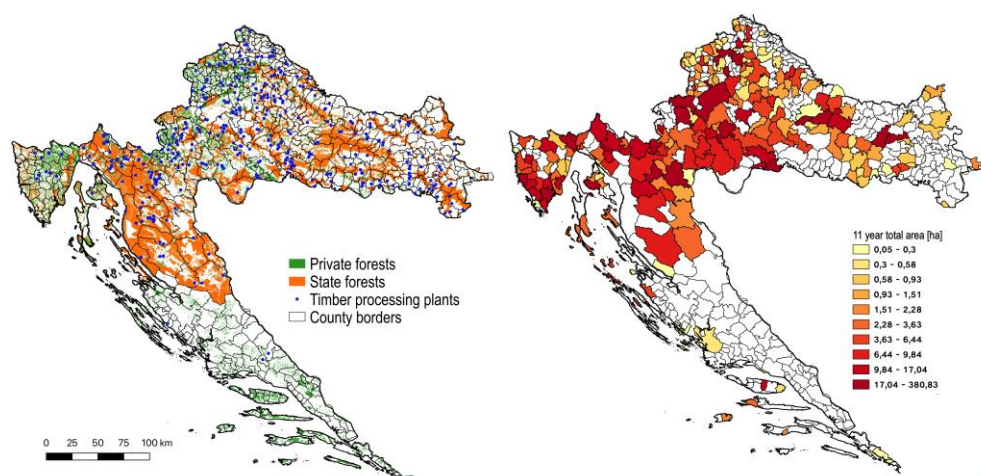 Private forests
State forests
Timber processing plants
County borders
0 25 50 75 100 km
11 year total area [ha]
0,05 - 0,3
0,3 - 0,58
0,58 - 0,93
0,93 - 1,51
1,51 - 2,28
2,28 - 3,63
3,63 - 6,44
6,44 - 9,84
9,84 - 17,04
17,04 - 380,83